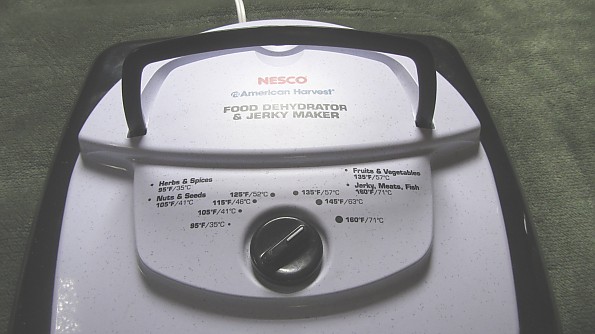 NESCO
American Harvest®
FOOD DEHYDRATOR
& JERKY MAKER
• Herbs & Spices
95°F/35°C
• Nuts & Seeds
105°F/41°C
• Fruits & Vegetables
135°F/57°C
• Jerky, Meats, Fish
160°F/71°C
125°F/52°C
135°F/57°C
115°F/46°C
145°F/63°C
105°F/41°C
160°F/71°C
95°F/35°C